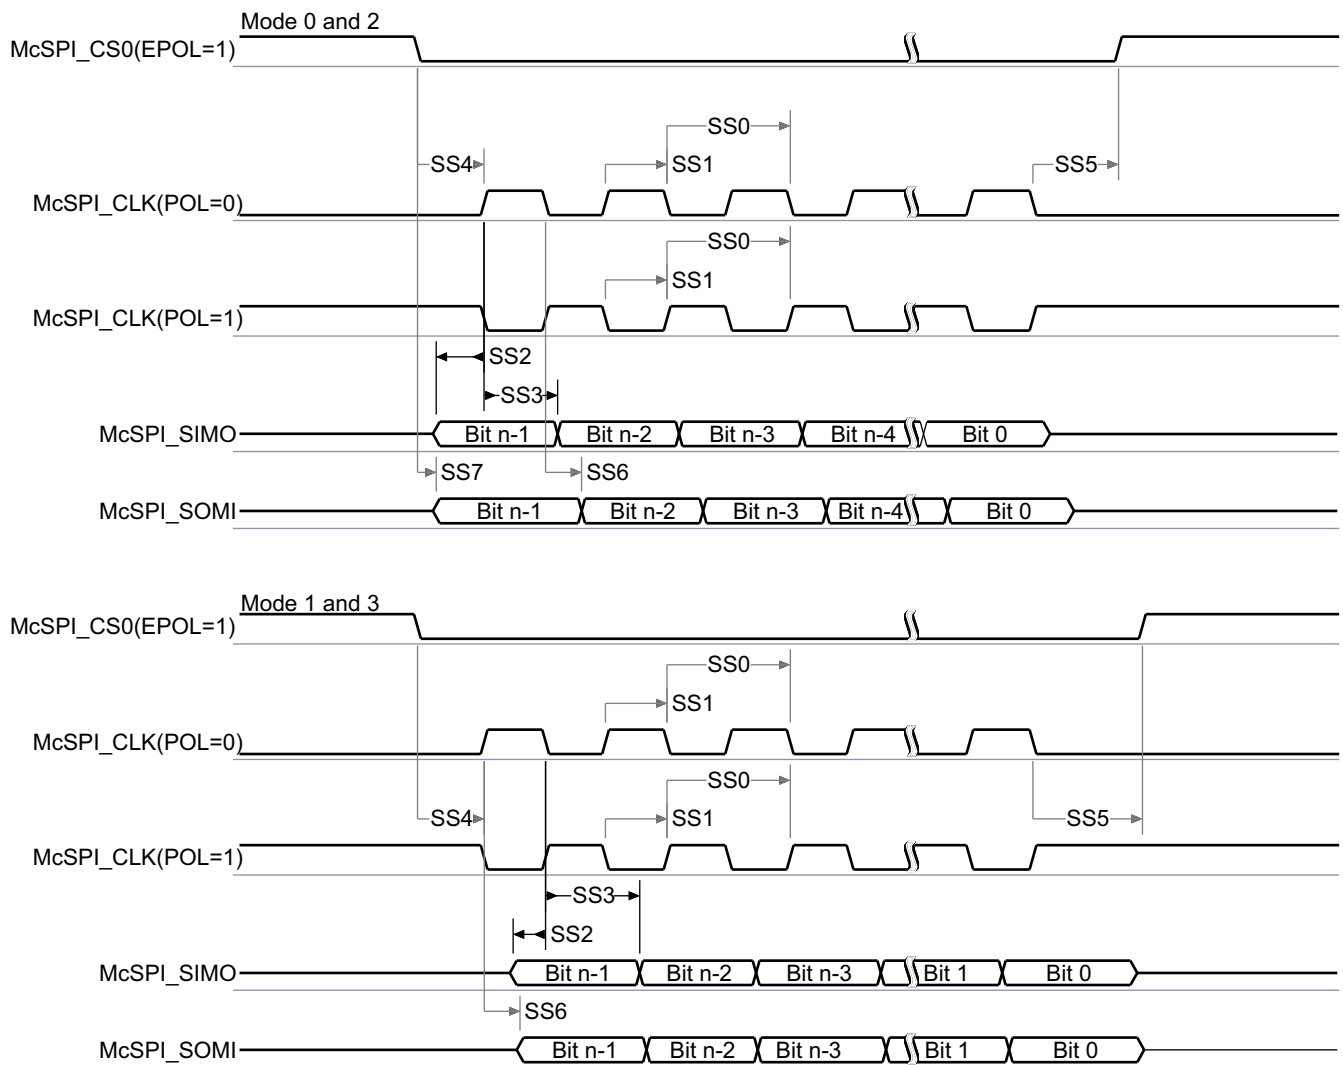 Mode 0 and 2
McSPI_CS0(EPOL=1)
SS0
SS4
SS1
SS5
McSPI_CLK(POL=0)
SS0
SS1
McSPI_CLK(POL=1)
SS2
SS3
McSPI_SIMO
Bit n-1
Bit n-2
Bit n-3
Bit n-4
Bit 0
SS7
SS6
McSPI_SOMI
Bit n-1
Bit n-2
Bit n-3
Bit n-4
Bit 0
Mode 1 and 3
McSPI_CS0(EPOL=1)
SS0
SS1
McSPI_CLK(POL=0)
SS0
SS4
SS1
SS5
McSPI_CLK(POL=1)
SS3
SS2
McSPI_SIMO
Bit n-1
Bit n-2
Bit n-3
Bit 1
Bit 0
SS6
McSPI_SOMI
Bit n-1
Bit n-2
Bit n-3
Bit 1
Bit 0